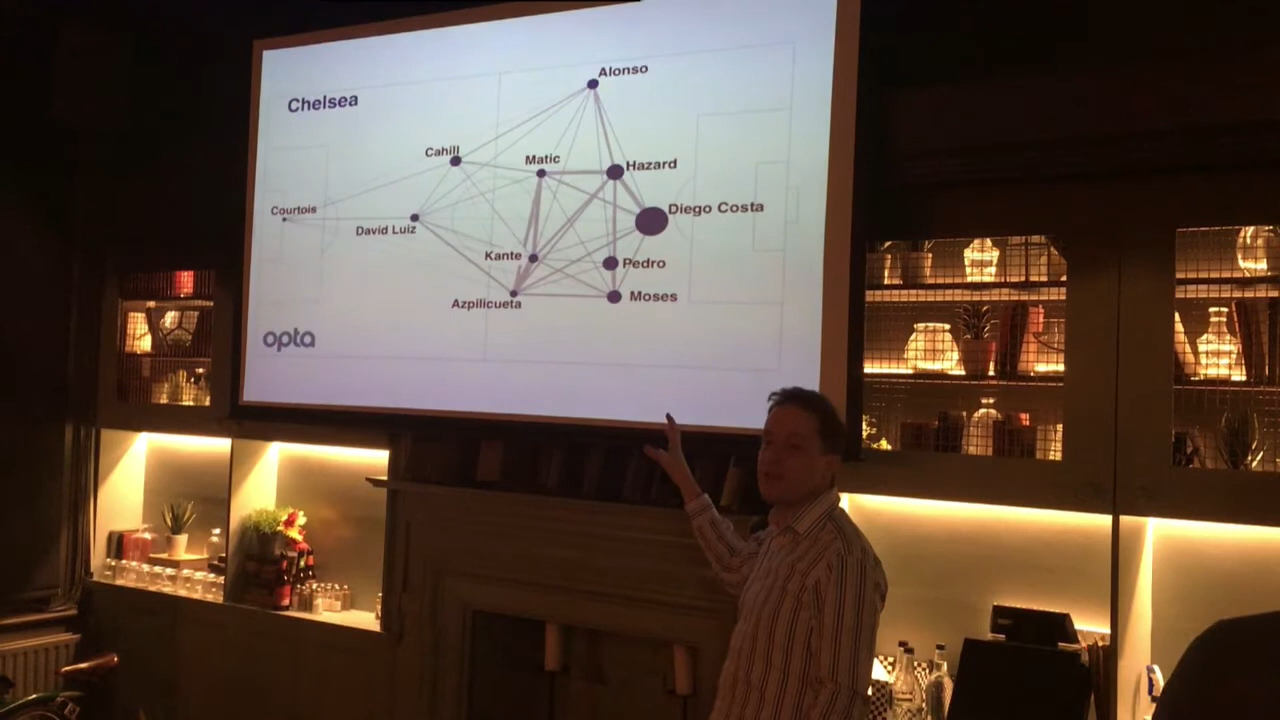 Alonso
Chelsea
Cahill
Matic
Hazard
Courtois
Diego Costa
David Luiz
Kante
Pedro
Azpilicueta
Moses
opta